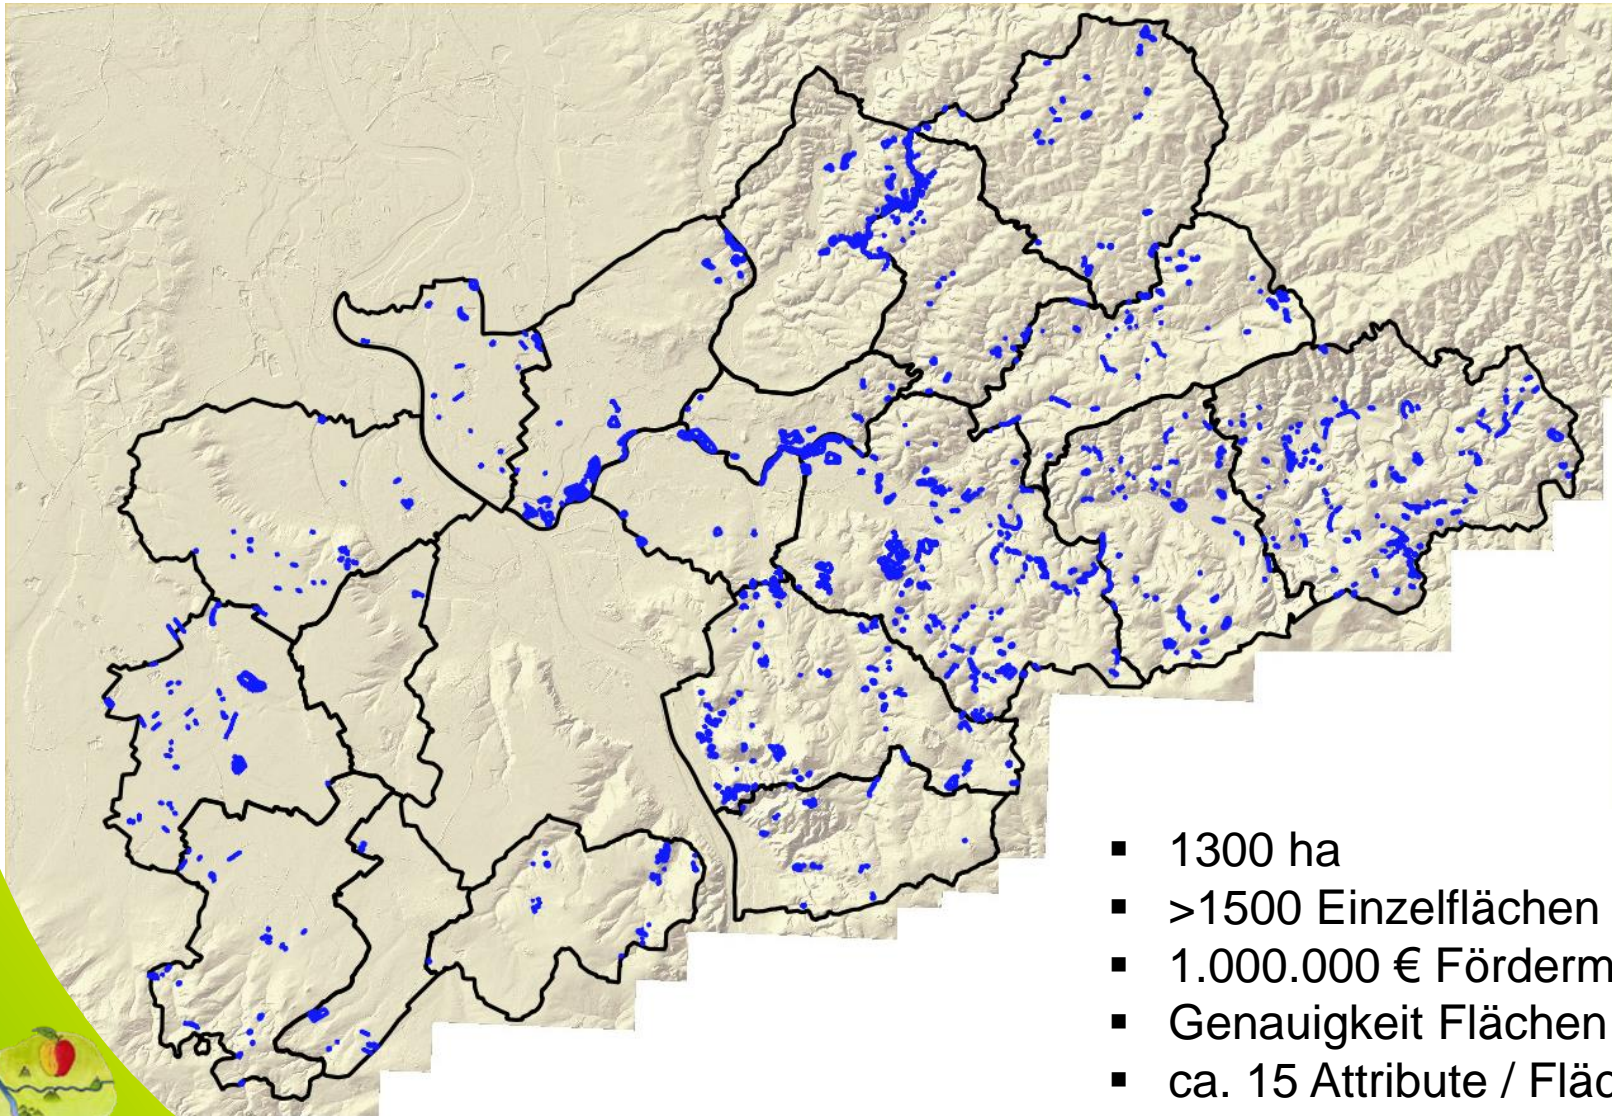 ▪ 1300 ha
▪ >1500 Einzelflächen
▪ 1.000.000 €
▪ Genauigkeit Flächen
▪ ca. 15 Attribute /